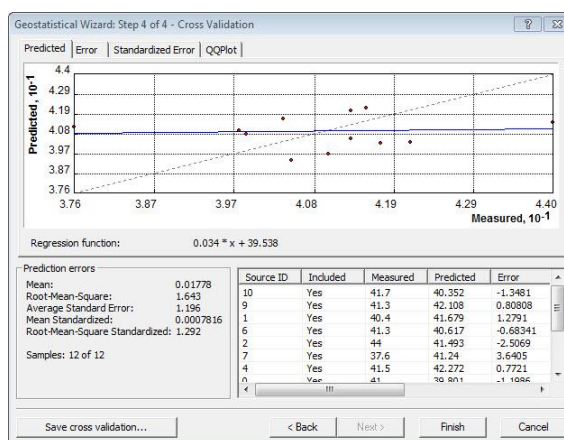 Geostatistical Wizard: Step 4 of 4 - Cross Validation
Predicted Error Standardized Error QQPlot
Predicted, 10⁻¹
4.4
4.29
4.19
4.08
3.97
3.87
3.76
3.76 3.87 3.97 4.08 4.19 4.29 4.40
Measured, 10⁻¹
Regression function: 0.034 * x + 39.538
Prediction errors
Mean: 0.01778
Root-Mean-Square: 1.643
Average Standard Error: 1.196
Mean Standardized: 0.0007816
Root-Mean-Square Standardized: 1.292
Samples: 12 of 12
Source ID Included Measured Predicted Error
10 Yes 41.7 40.352 -1.3481
9 Yes 41.3 42.108 0.80808
1 Yes 40.4 41.679 1.2791
6 Yes 41.3 40.617 -0.68341
2 Yes 44 41.493 -2.5069
7 Yes 37.6 41.24 3.6405
4 Yes 41.5 42.272 0.7721
0 Yes 41 39.801 -1.1986
Save cross validation...
< Back
Next >
Finish
Cancel